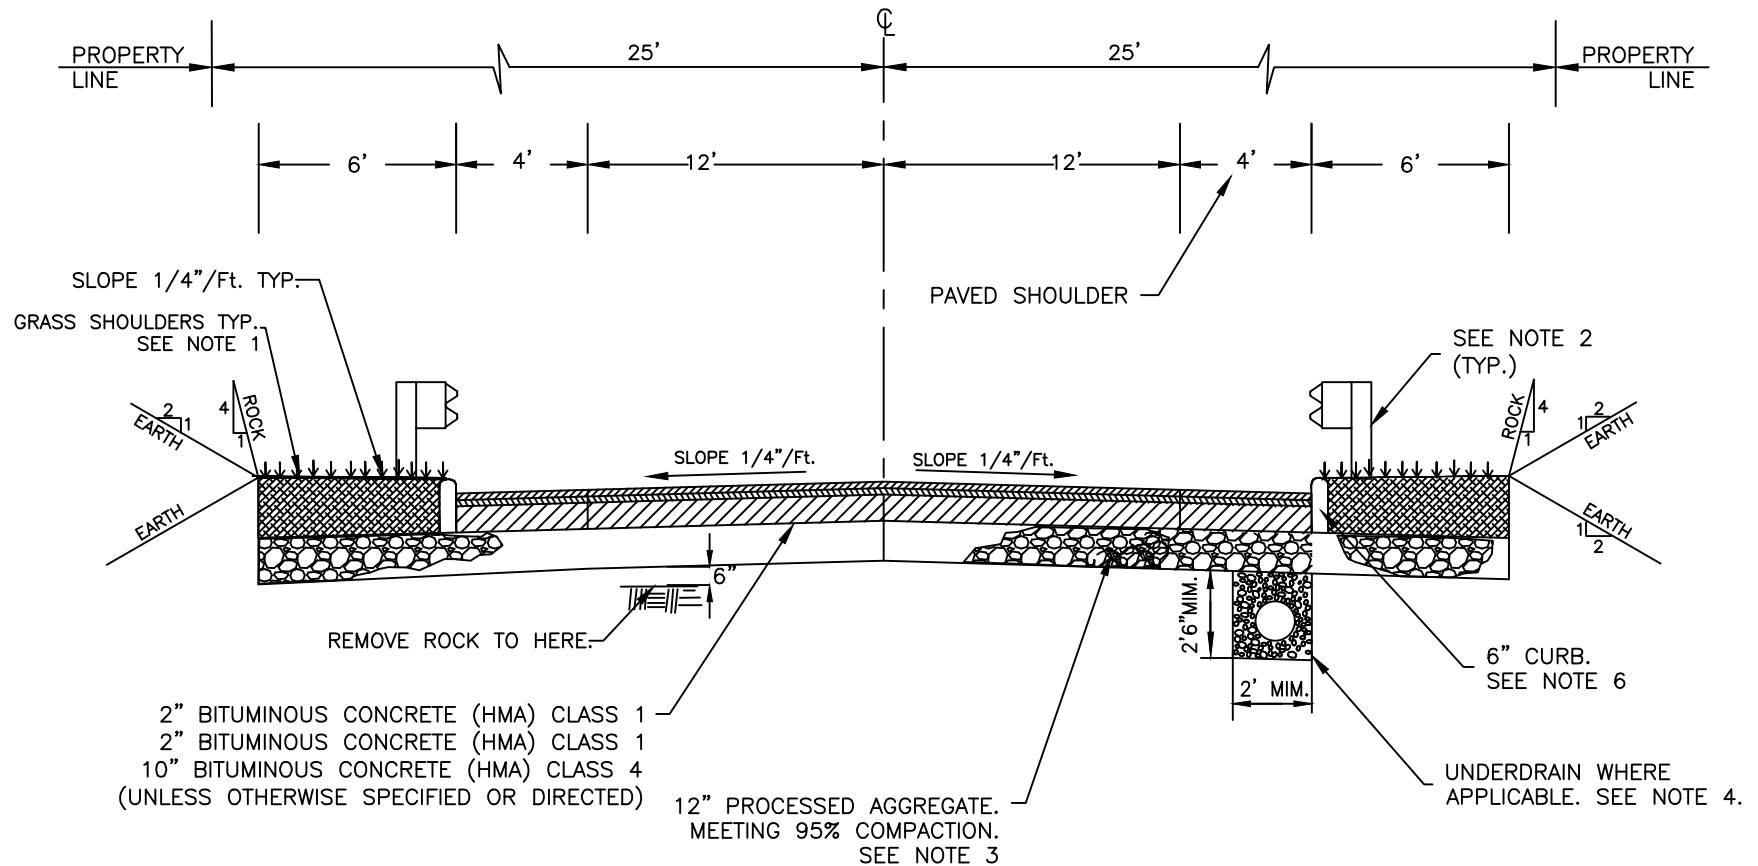 ℄
PROPERTY
LINE
25'
25'
PROPERTY
LINE
6'
4'
12'
12'
4'
6'
SLOPE 1/4"/Ft. TYP.
PAVED SHOULDER
GRASS SHOULDERS TYP.
SEE NOTE 1
SEE NOTE 2
(TYP.)
2
1
EARTH
4
1
ROCK
EARTH
SLOPE 1/4"/Ft.
SLOPE 1/4"/Ft.
ROCK
4
1
2
1
EARTH
EARTH
1
2
6"
REMOVE ROCK TO HERE.
2'6"MIM.
2' MIM.
6" CURB.
SEE NOTE 6
2" BITUMINOUS CONCRETE (HMA) CLASS 1
2" BITUMINOUS CONCRETE (HMA) CLASS 1
10" BITUMINOUS CONCRETE (HMA) CLASS 4
(UNLESS OTHERWISE SPECIFIED OR DIRECTED)
12" PROCESSED AGGREGATE.
MEETING 95% COMPACTION.
SEE NOTE 3
UNDERDRAIN WHERE
APPLICABLE. SEE NOTE 4.